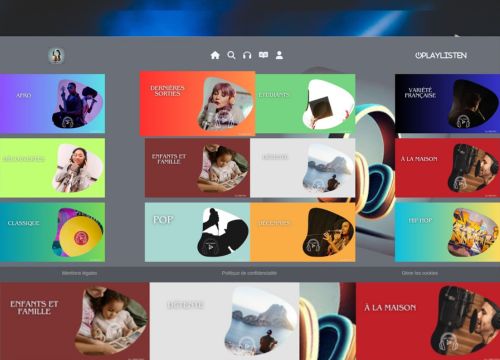 PLAYLISTEN
AFRO
DERNIÈRES
SORTIES
ÉTUDIANTS
VARIÉTÉ
FRANÇAISE
DÉCOUVERTES
ENFANTS ET
FAMILLE
DÉTENTE
À LA MAISON
CLASSIQUE
POP
DÉCENNIES
HIP HOP
Mentions légales
Politique de confidentialité
Gérer les cookies
ENFANTS ET
FAMILLE
DÉTENTE
À LA MAISON